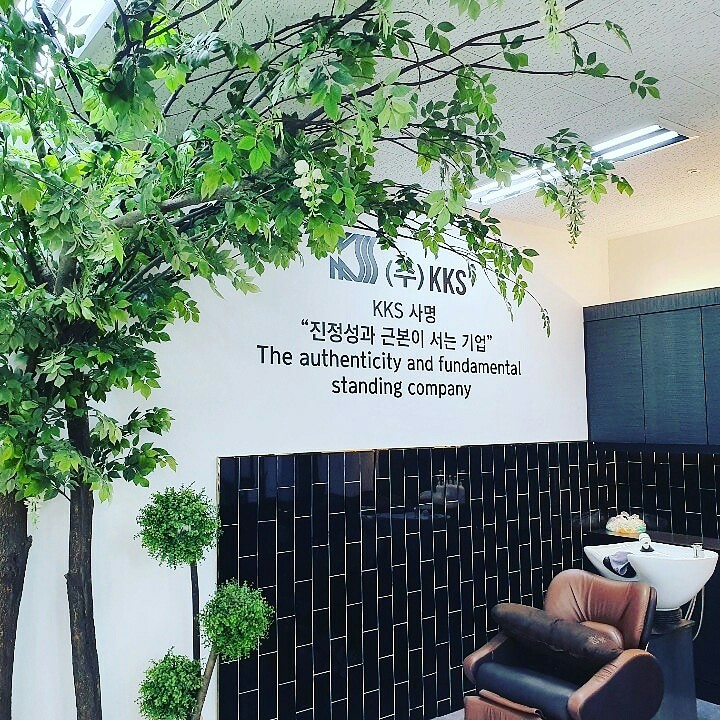 KKS (주) KKS
KKS 사명
“진정성과 근본이 서는 기업”
The authenticity and fundamental
standing company